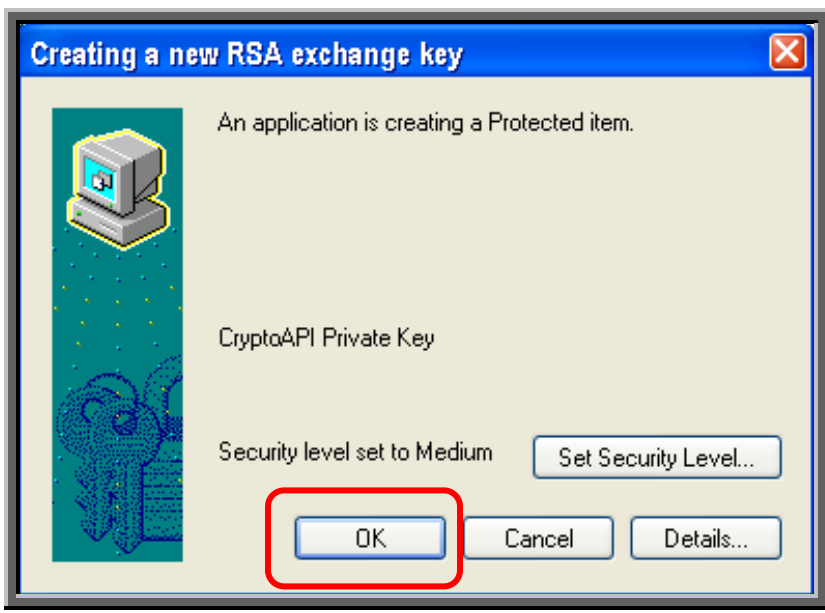 Creating a new RSA exchange key
An application is creating a Protected item.
CryptoAPI Private Key
Security level set to Medium
Set Security Level...
OK
Cancel
Details...